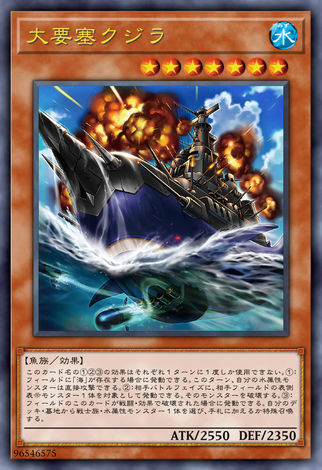 大要塞クジラ
水
【魚族／効果】
このカード名の①②③の効果はそれぞれ１ターンに１度しか使用できない。①：
フィールドに「海」が存在する場合に発動できる。このターン、自分の水属性モ
ンスターは直接攻撃できる。②：相手バトルフェイズに、相手フィールドの表側
表示モンスター１体を対象として発動できる。そのモンスターを破壊する。③：
フィールドのこのカードが戦闘・効果で破壊された場合に発動できる。自分のデ
ッキ・墓地から戦士族・水属性モンスター１体を選び、手札に加えるか特殊召喚
する。
ATK/2550 DEF/2350
96546575